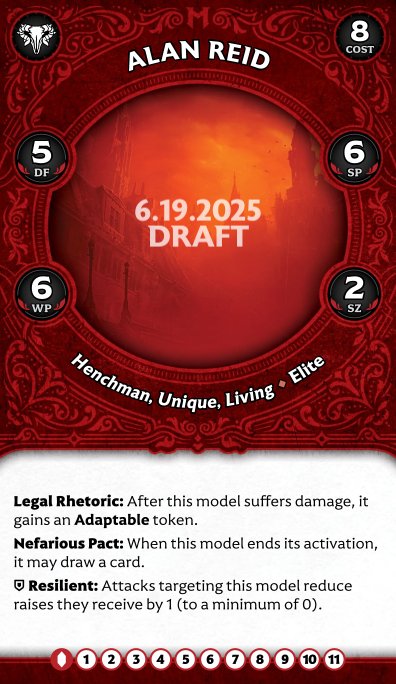 ALAN REID
8
COST
5
DF
6
SP
6.19.2025
DRAFT
6
WP
2
SZ
Henchman, Unique, Living ◆ Elite
Legal Rhetoric: After this model suffers damage, it
gains an Adaptable token.
Nefarious Pact: When this model ends its activation,
it may draw a card.
Resilient: Attacks targeting this model reduce
raises they receive by 1 (to a minimum of 0).
1 2 3 4 5 6 7 8 9 10 11